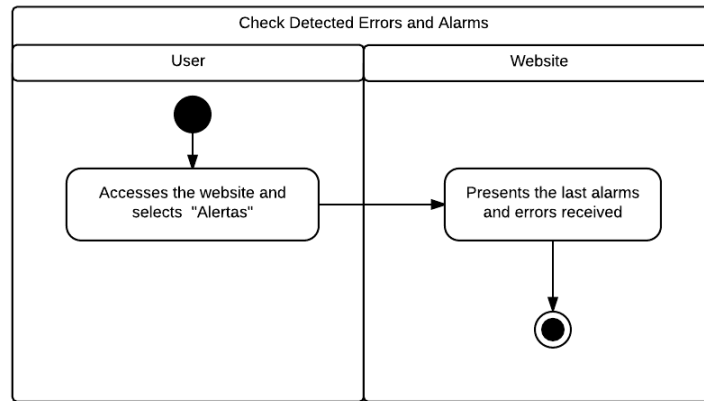 Check Detected Errors and Alarms
User
Website
Accesses the website and
selects "Alertas"
Presents the last alarms
and errors received